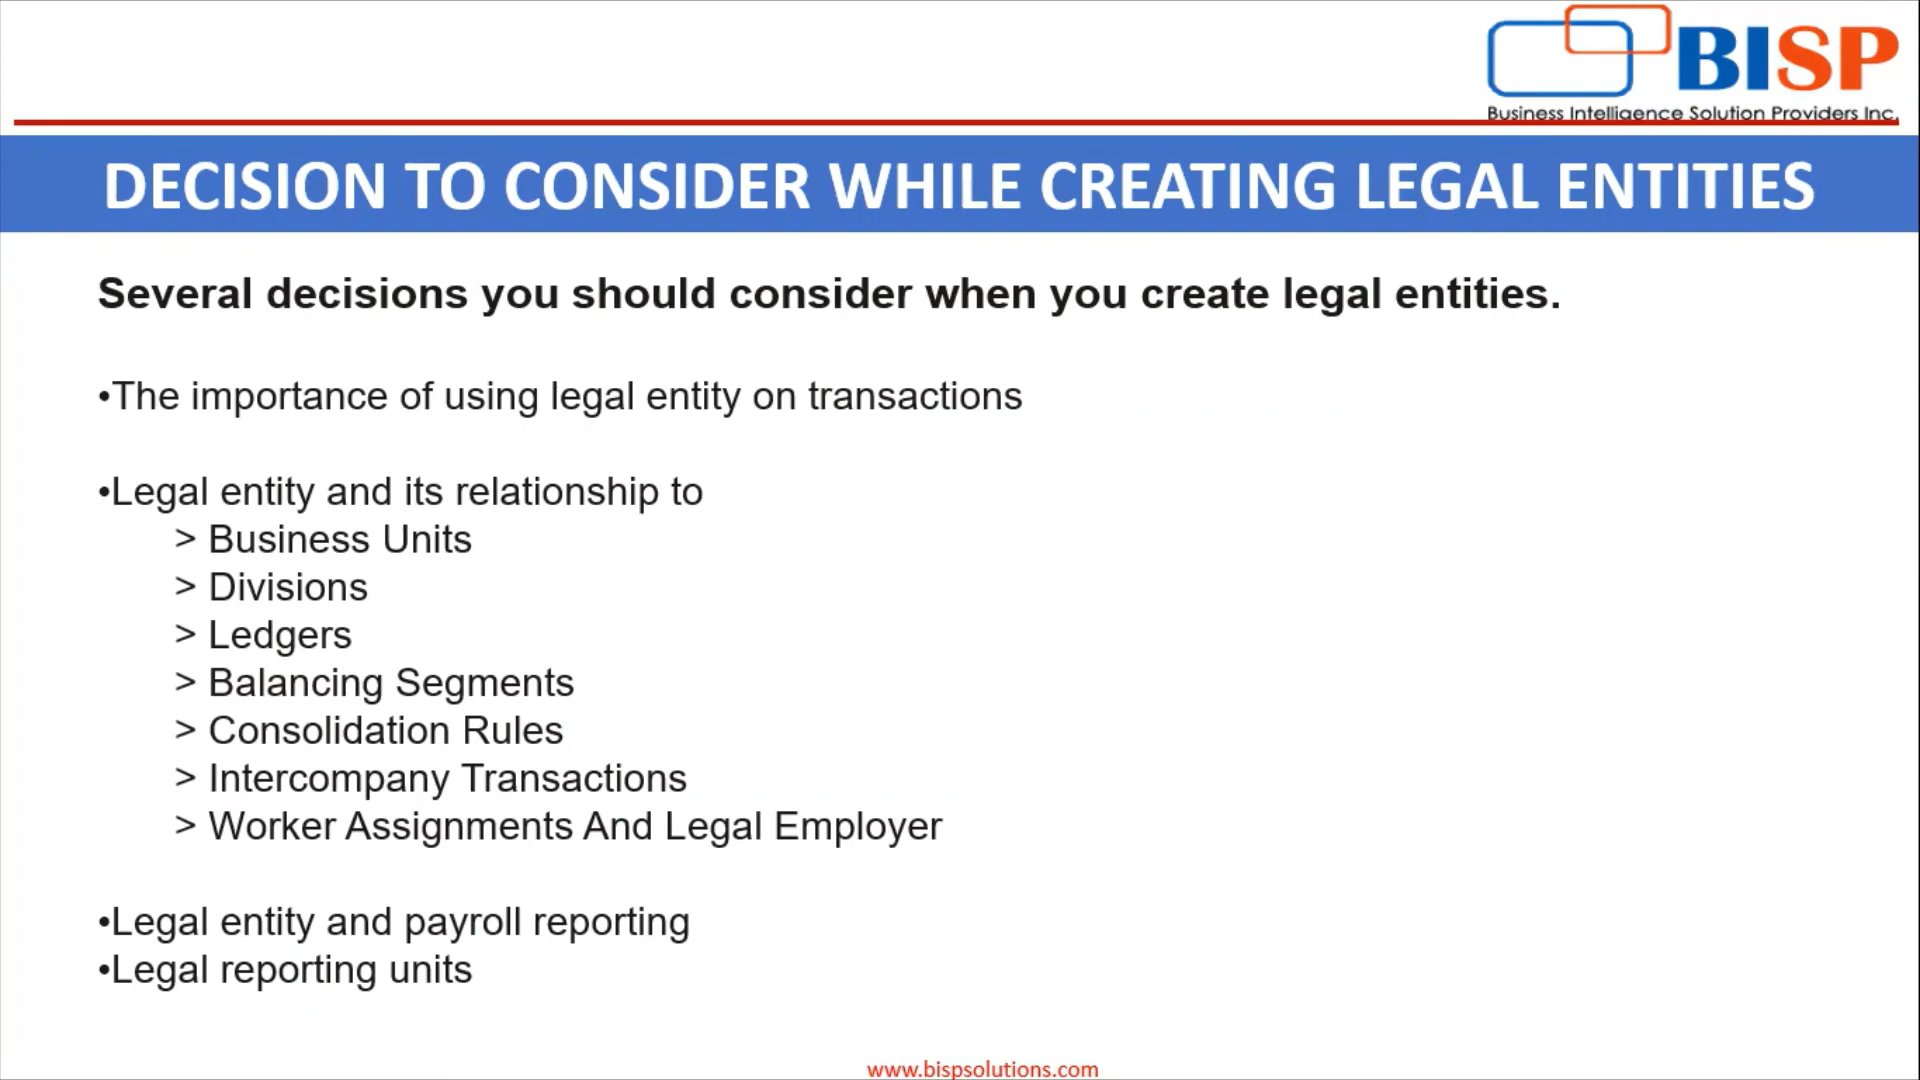 BISP
Business Intelligence Solution Providers Inc.
DECISION TO CONSIDER WHILE CREATING LEGAL ENTITIES
Several decisions you should consider when you create legal entities.
•The importance of using legal entity on transactions
•Legal entity and its relationship to
> Business Units
> Divisions
> Ledgers
> Balancing Segments
> Consolidation Rules
> Intercompany Transactions
> Worker Assignments And Legal Employer
•Legal entity and payroll reporting
•Legal reporting units
www.bispsolutions.com